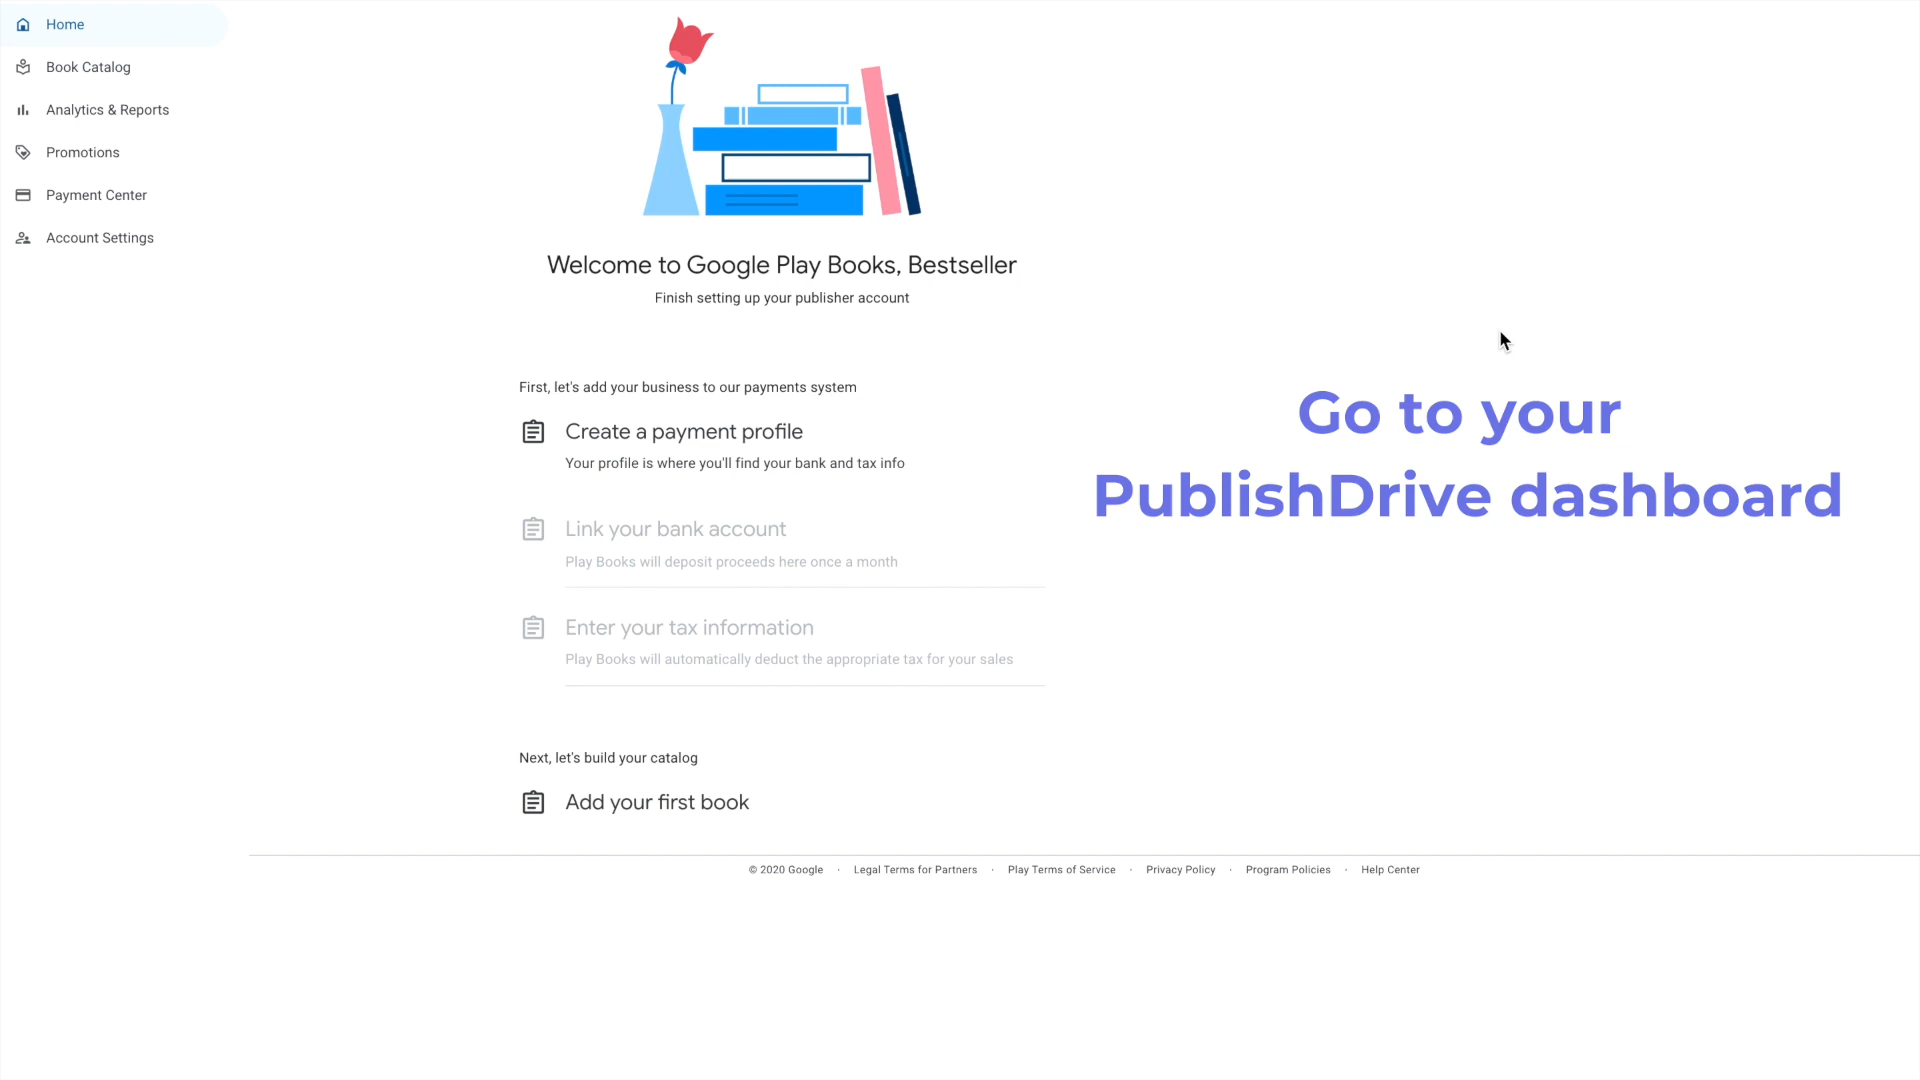 Home
Book Catalog
Analytics & Reports
Promotions
Payment Center
Account Settings
Welcome to Google Play Books, Bestseller
Finish setting up your publisher account
First, let's add your business to our payments system
Create a payment profile
Your profile is where you'll find your bank and tax info
Link your bank account
Play Books will deposit proceeds here once a month
Enter your tax information
Play Books will automatically deduct the appropriate tax for your sales
Next, let's build your catalog
Add your first book
Go to your
PublishDrive dashboard
© 2020 Google · Legal Terms for Partners · Play Terms of Service · Privacy Policy · Program Policies · Help Center